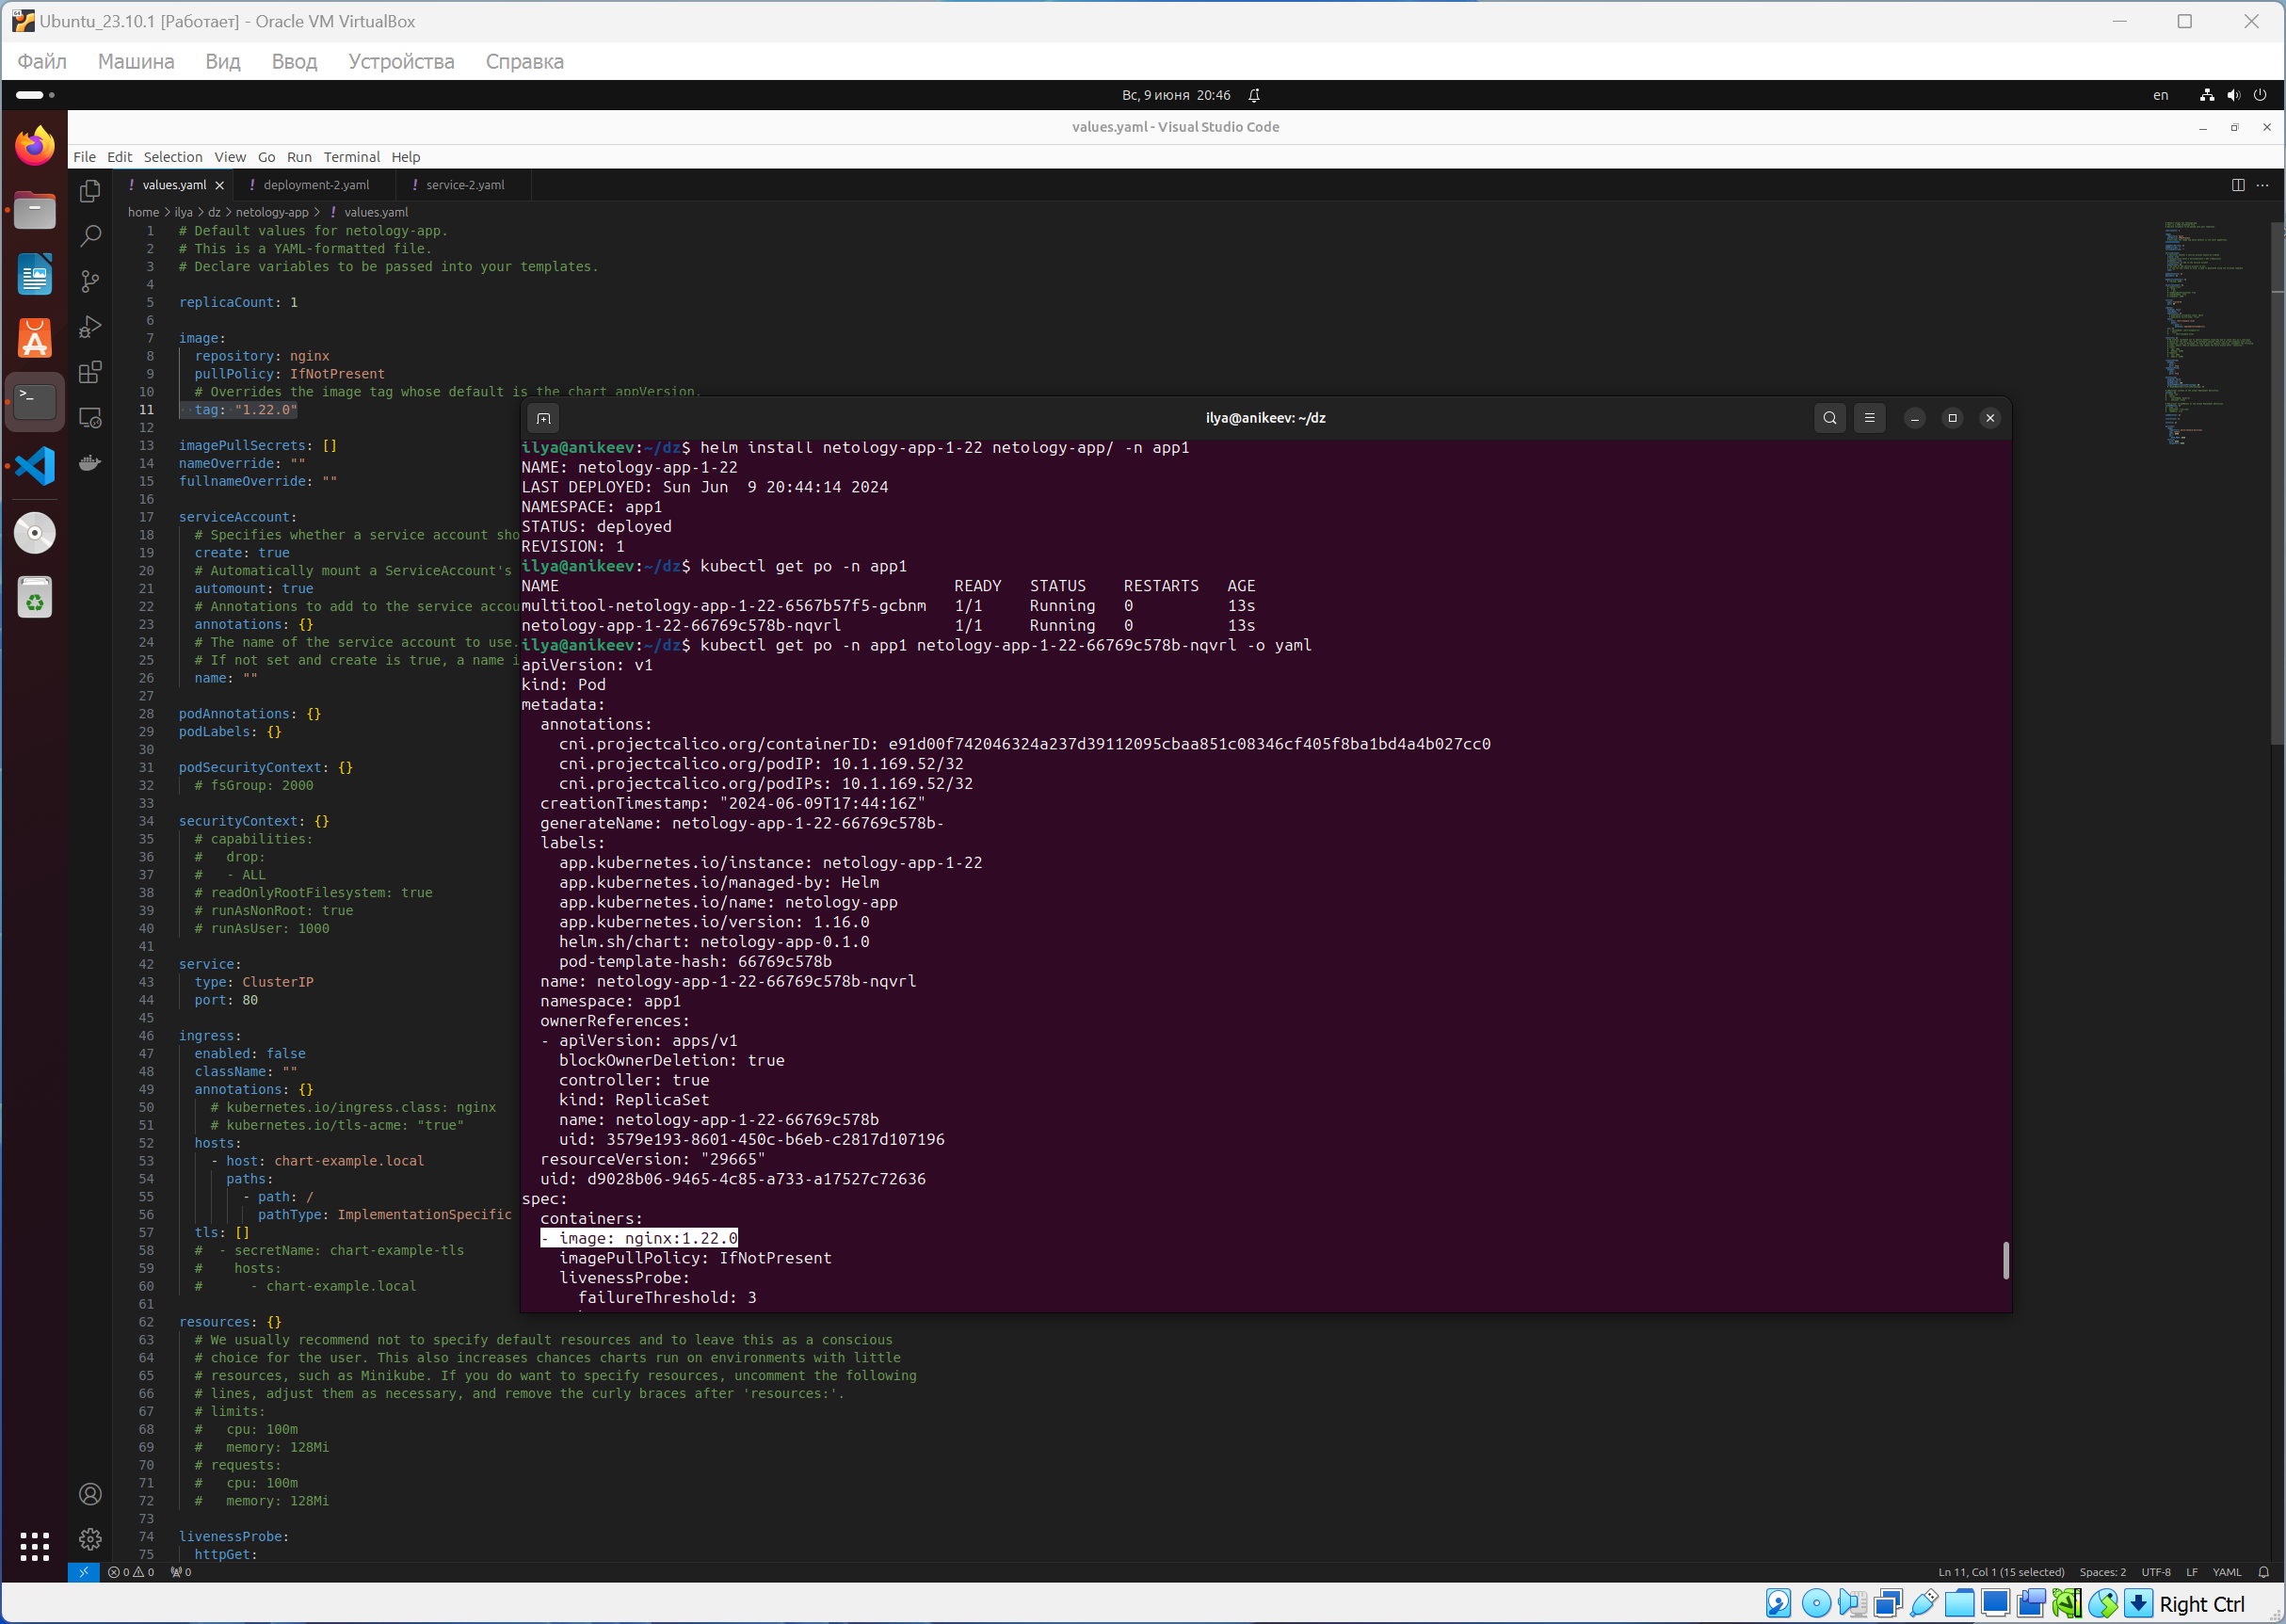 Ubuntu_23.10.1 [Работает] - Oracle VM VirtualBox
Файл Машина Вид Ввод Устройства Справка
Вс, 9 июня 20:46
en
values.yaml - Visual Studio Code
File Edit Selection View Go Run Terminal Help
! values.yaml ! deployment-2.yaml ! service-2.yaml
home > ilya > dz > netology-app > ! values.yaml
1 # Default values for netology-app.
2 # This is a YAML-formatted file.
3 # Declare variables to be passed into your templates.
4
5 replicaCount: 1
6
7 image:
8 repository: nginx
9 pullPolicy: IfNotPresent
10 # Overrides the image tag whose default is the chart appVersion.
11 tag: "1.22.0"
12
13 imagePullSecrets: []
14 nameOverride: ""
15 fullnameOverride: ""
16
17 serviceAccount:
18 # Specifies whether a service account sho
19 create: true
20 # Automatically mount a ServiceAccount's
21 automount: true
22 # Annotations to add to the service accou
23 annotations: {}
24 # The name of the service account to use.
25 # If not set and create is true, a name i
26 name: ""
27
28 podAnnotations: {}
29 podLabels: {}
30
31 podSecurityContext: {}
32 # fsGroup: 2000
33
34 securityContext: {}
35 # capabilities:
36 #   drop:
37 #   - ALL
38 # readOnlyRootFilesystem: true
39 # runAsNonRoot: true
40 # runAsUser: 1000
41
42 service:
43 type: ClusterIP
44 port: 80
45
46 ingress:
47 enabled: false
48 className: ""
49 annotations: {}
50 # kubernetes.io/ingress.class: nginx
51 # kubernetes.io/tls-acme: "true"
52 hosts:
53 - host: chart-example.local
54 paths:
55 - path: /
56 pathType: ImplementationSpecific
57 tls: []
58 #  - secretName: chart-example-tls
59 #    hosts:
60 #      - chart-example.local
61
62 resources: {}
63 # We usually recommend not to specify default resources and to leave this as a conscious
64 # choice for the user. This also increases chances charts run on environments with little
65 # resources, such as Minikube. If you do want to specify resources, uncomment the following
66 # lines, adjust them as necessary, and remove the curly braces after 'resources:'.
67 # limits:
68 #   cpu: 100m
69 #   memory: 128Mi
70 # requests:
71 #   cpu: 100m
72 #   memory: 128Mi
73
74 livenessProbe:
75 httpGet:
ilya@anikeev: ~/dz
ilya@anikeev:~/dz$ helm install netology-app-1-22 netology-app/ -n app1
NAME: netology-app-1-22
LAST DEPLOYED: Sun Jun  9 20:44:14 2024
NAMESPACE: app1
STATUS: deployed
REVISION: 1
ilya@anikeev:~/dz$ kubectl get po -n app1
NAME READY STATUS RESTARTS AGE
multitool-netology-app-1-22-6567b57f5-gcbnm 1/1 Running 0 13s
netology-app-1-22-66769c578b-nqvrl 1/1 Running 0 13s
ilya@anikeev:~/dz$ kubectl get po -n app1 netology-app-1-22-66769c578b-nqvrl -o yaml
apiVersion: v1
kind: Pod
metadata:
annotations:
cni.projectcalico.org/containerID: e91d00f742046324a237d39112095cbaa851c08346cf405f8ba1bd4a4b027cc0
cni.projectcalico.org/podIP: 10.1.169.52/32
cni.projectcalico.org/podIPs: 10.1.169.52/32
creationTimestamp: "2024-06-09T17:44:16Z"
generateName: netology-app-1-22-66769c578b-
labels:
app.kubernetes.io/instance: netology-app-1-22
app.kubernetes.io/managed-by: Helm
app.kubernetes.io/name: netology-app
app.kubernetes.io/version: 1.16.0
helm.sh/chart: netology-app-0.1.0
pod-template-hash: 66769c578b
name: netology-app-1-22-66769c578b-nqvrl
namespace: app1
ownerReferences:
- apiVersion: apps/v1
blockOwnerDeletion: true
controller: true
kind: ReplicaSet
name: netology-app-1-22-66769c578b
uid: 3579e193-8601-450c-b6eb-c2817d107196
resourceVersion: "29665"
uid: d9028b06-9465-4c85-a733-a17527c72636
spec:
containers:
- image: nginx:1.22.0
imagePullPolicy: IfNotPresent
livenessProbe:
failureThreshold: 3
0 0 0
Ln 11, Col 1 (15 selected) Spaces: 2 UTF-8 LF YAML
Right Ctrl